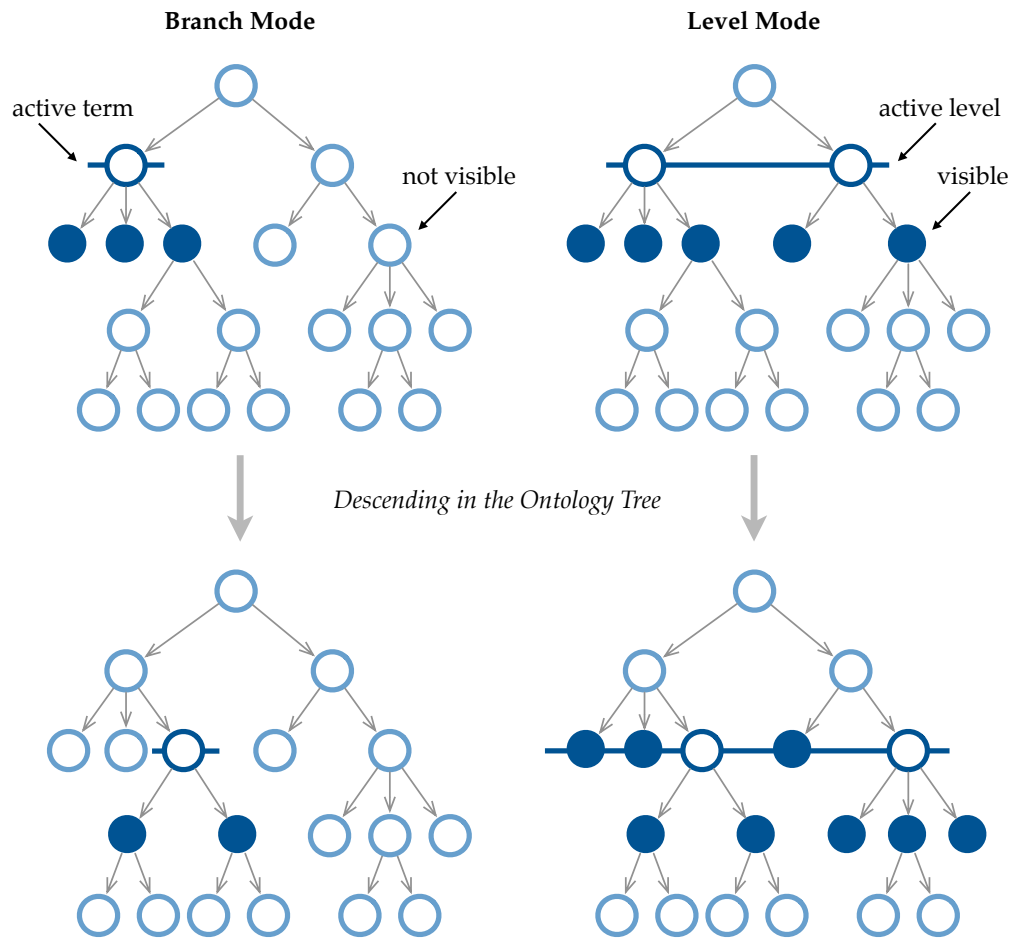 Branch Mode
Level Mode
active term
active level
not visible
visible
Descending in the Ontology Tree